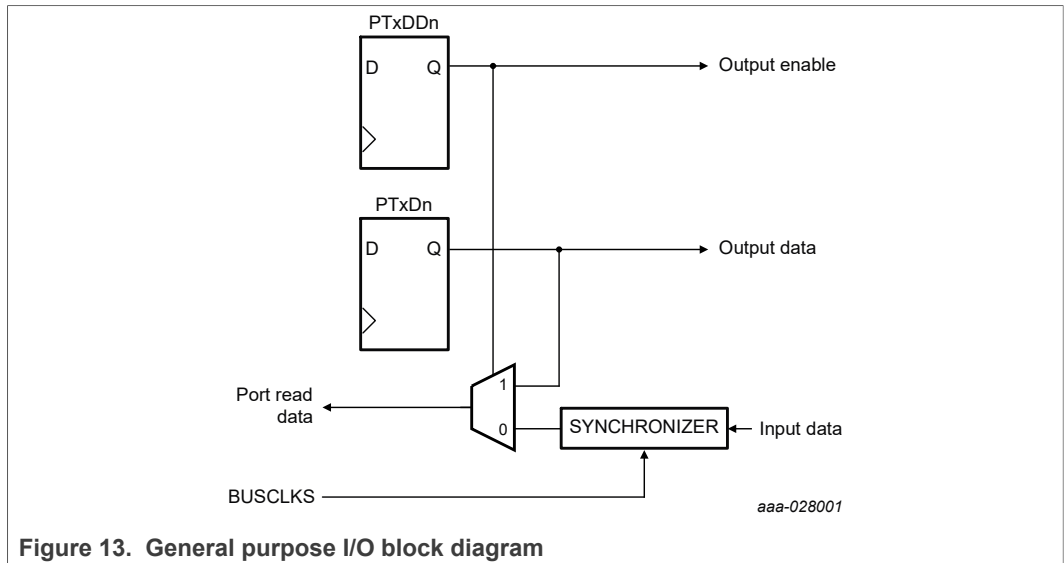 PTxDDn
D Q
Output enable
PTxDn
D Q
Output data
1
Port read
data
0
SYNCHRONIZER
Input data
BUSCLKS
aaa-028001
Figure 13. General purpose I/O block diagram